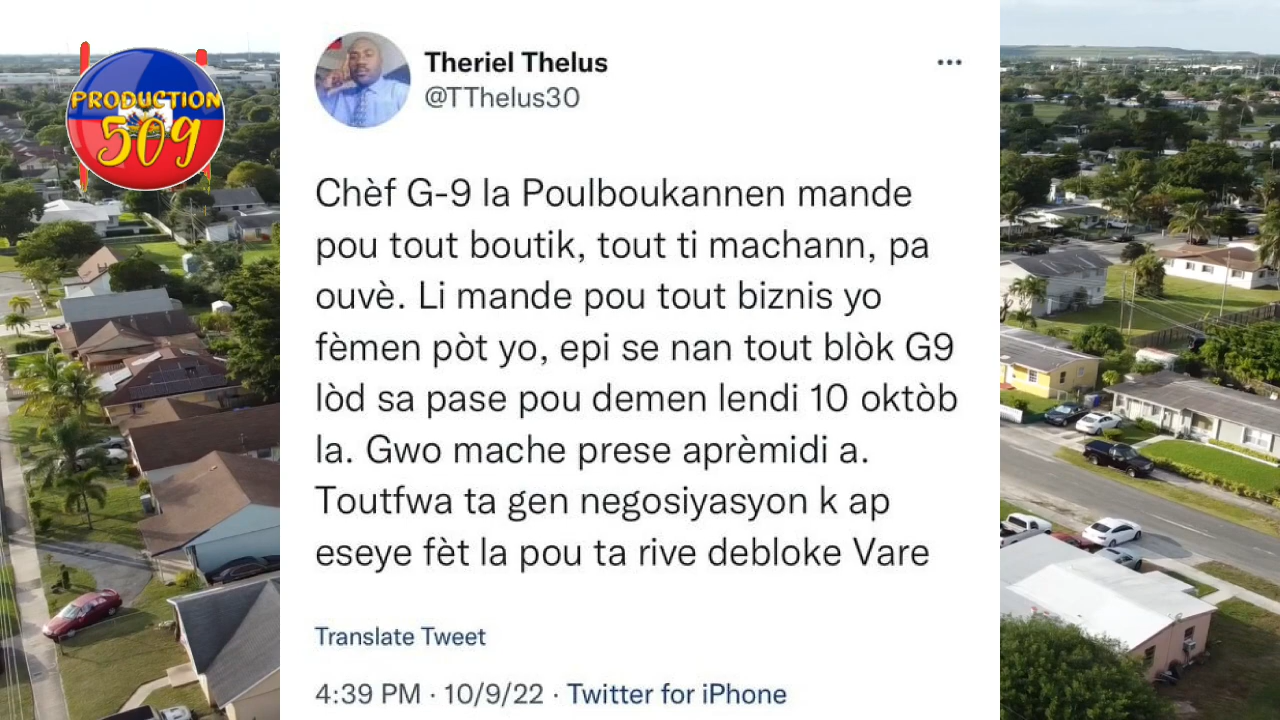 PRODUCTION
509
Theriel Thelus
@TThelus30
Chèf G-9 la Poulboukannen mande
pou tout boutik, tout ti machann, pa
ouvè. Li mande pou tout biznis yo
fèmen pòt yo, epi se nan tout blòk G9
lòd sa pase pou demen lendi 10 oktòb
la. Gwo mache prese aprèmidi a.
Toutfwa ta gen negosiyasyon k ap
eseye fèt la pou ta rive debloke Vare
Translate Tweet
4:39 PM · 10/9/22 · Twitter for iPhone